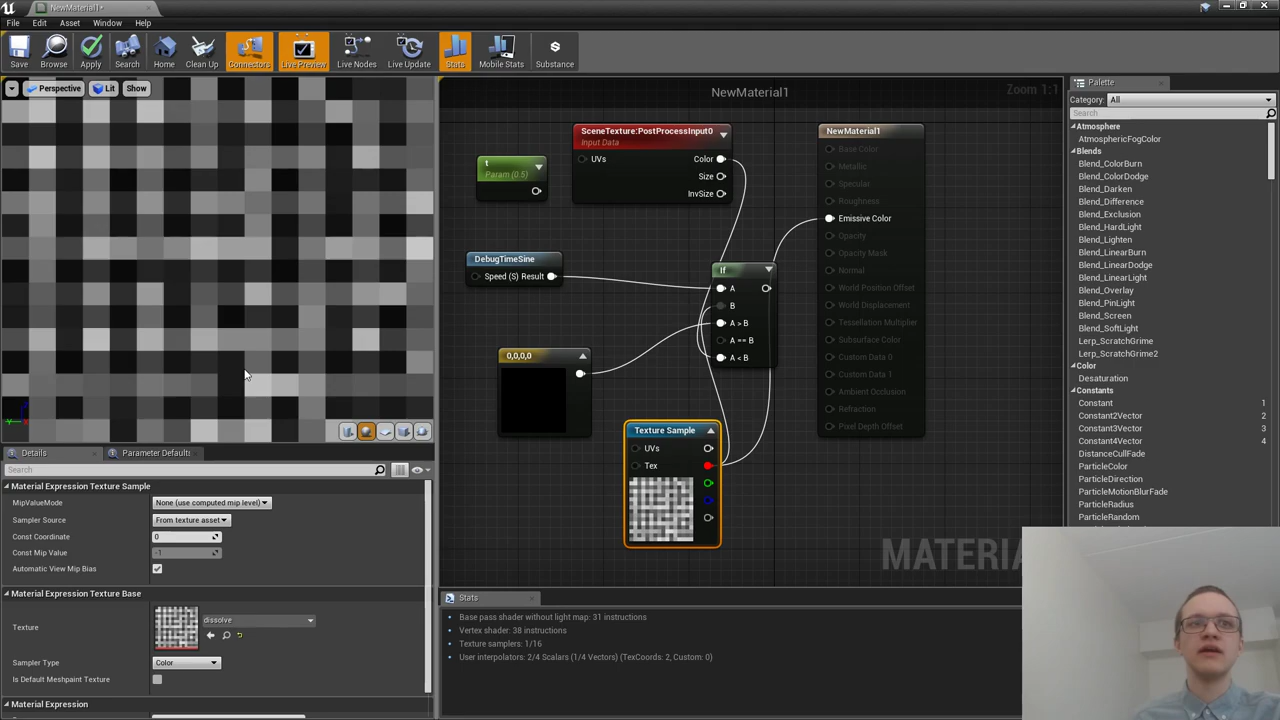 NewMaterial1*
File Edit Asset Window Help
Save Browse Apply Search Home Clean Up Connectors Live Preview Live Nodes Live Update Stats Mobile Stats Substance
Perspective Lit Show
NewMaterial1
Zoom 1:1
SceneTexture:PostProcessInput0
Input Data
UVs Color
Size
InvSize
t
Param (0.5)
DebugTimeSine
Speed (S) Result
If
A
B
A > B
A == B
A < B
0,0,0,0
Texture Sample
UVs
Tex
NewMaterial1
Base Color
Metallic
Specular
Roughness
Emissive Color
Opacity
Opacity Mask
Normal
World Position Offset
World Displacement
Tessellation Multiplier
Subsurface Color
Custom Data 0
Custom Data 1
Ambient Occlusion
Refraction
Pixel Depth Offset
MATERIA
Palette
Category: All
Search
Atmosphere
AtmosphericFogColor
Blends
Blend_ColorBurn
Blend_ColorDodge
Blend_Darken
Blend_Difference
Blend_Exclusion
Blend_HardLight
Blend_Lighten
Blend_LinearBurn
Blend_LinearDodge
Blend_LinearLight
Blend_Overlay
Blend_PinLight
Blend_Screen
Blend_SoftLight
Lerp_ScratchGrime
Lerp_ScratchGrime2
Color
Desaturation
Constants
Constant 1
Constant2Vector 2
Constant3Vector 3
Constant4Vector 4
DistanceCullFade
ParticleColor
ParticleDirection
ParticleMotionBlurFade
ParticleRadius
ParticleRandom
Details Parameter Defaults
Search
Material Expression Texture Sample
MipValueMode None (use computed mip level)
Sampler Source From texture asset
Const Coordinate 0
Const Mip Value -1
Automatic View Mip Bias
Material Expression Texture Base
Texture dissolve
Sampler Type Color
Is Default Meshpaint Texture
Material Expression
Stats
Base pass shader without light map: 31 instructions
Vertex shader: 38 instructions
Texture samplers: 1/16
User interpolators: 2/4 Scalars (1/4 Vectors) (TexCoords: 2, Custom: 0)